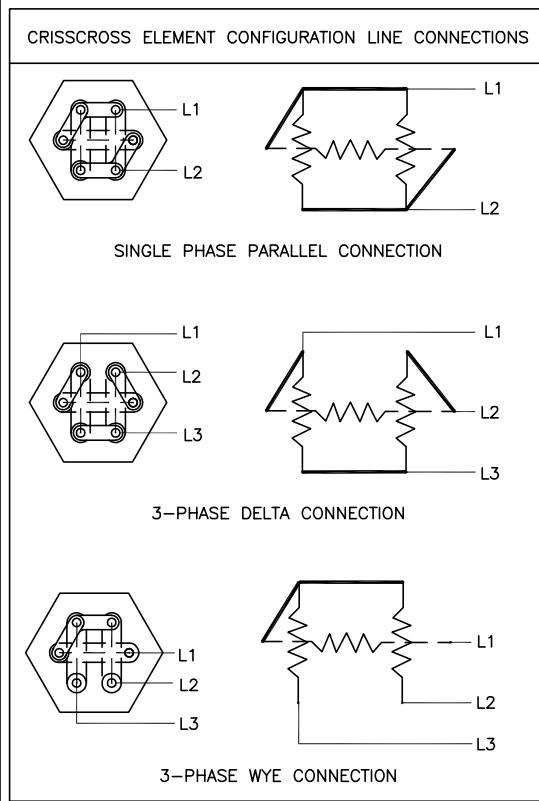 CRISSCROSS ELEMENT CONFIGURATION LINE CONNECTIONS
L1
L2
L1
L2
SINGLE PHASE PARALLEL CONNECTION
L1
L2
L3
L1
L2
L3
3-PHASE DELTA CONNECTION
L1
L2
L3
L1
L2
L3
3-PHASE WYE CONNECTION